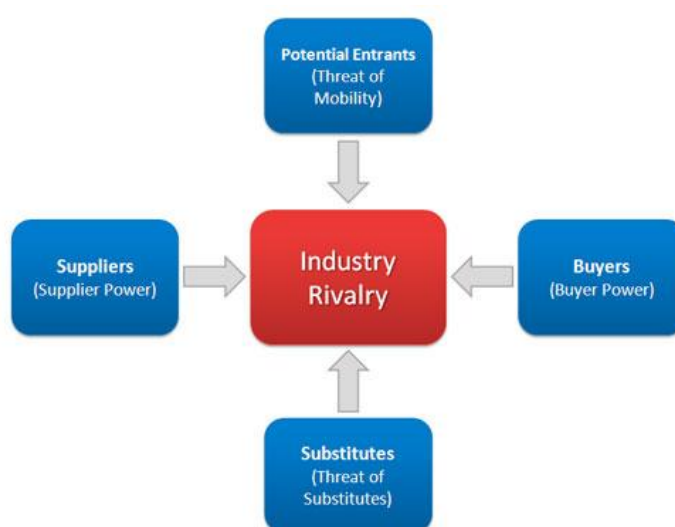 Potential Entrants
(Threat of
Mobility)
Suppliers
(Supplier Power)
Industry
Rivalry
Buyers
(Buyer Power)
Substitutes
(Threat of
Substitutes)